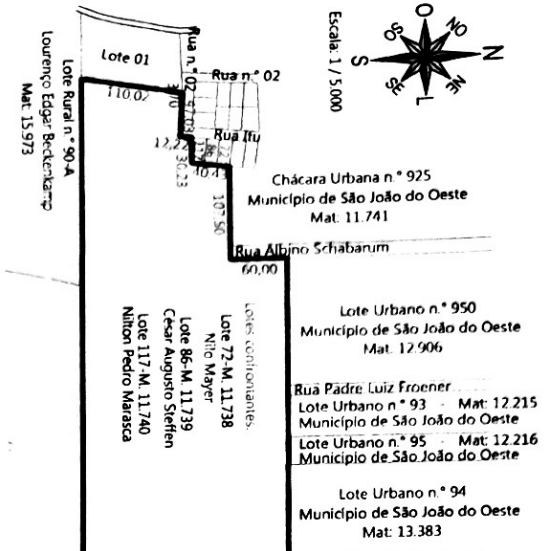 O
NO
N
NE
L
SE
S
SO
Escala: 1 / 5.000
Lote 01
Rua n.° 02
Rua n.° 02
Rua Itu
110,02
57,03
12,22
30,23
40,4
107,50
60,00
Lote Rural n.° 90-A
Lourenço Edgar Beckenkamp
Mat: 15.973
Chácara Urbana n.° 925
Município de São João do Oeste
Mat: 11.741
Rua Albino Schabarum
Lotes confrontantes:
Lote 72-M. 11.738
Nilo Mayer
Lote 86-M. 11.739
César Augusto Steffen
Lote 117-M. 11.740
Nilton Pedro Marasca
Lote Urbano n.° 950
Município de São João do Oeste
Mat. 12.906
Rua Padre Luiz Froener
Lote Urbano n° 93 - Mat: 12.215
Município de São João do Oeste
Lote Urbano n.° 95 - Mat: 12.216
Município de São João do Oeste
Lote Urbano n.° 94
Município de São João do Oeste
Mat: 13.383